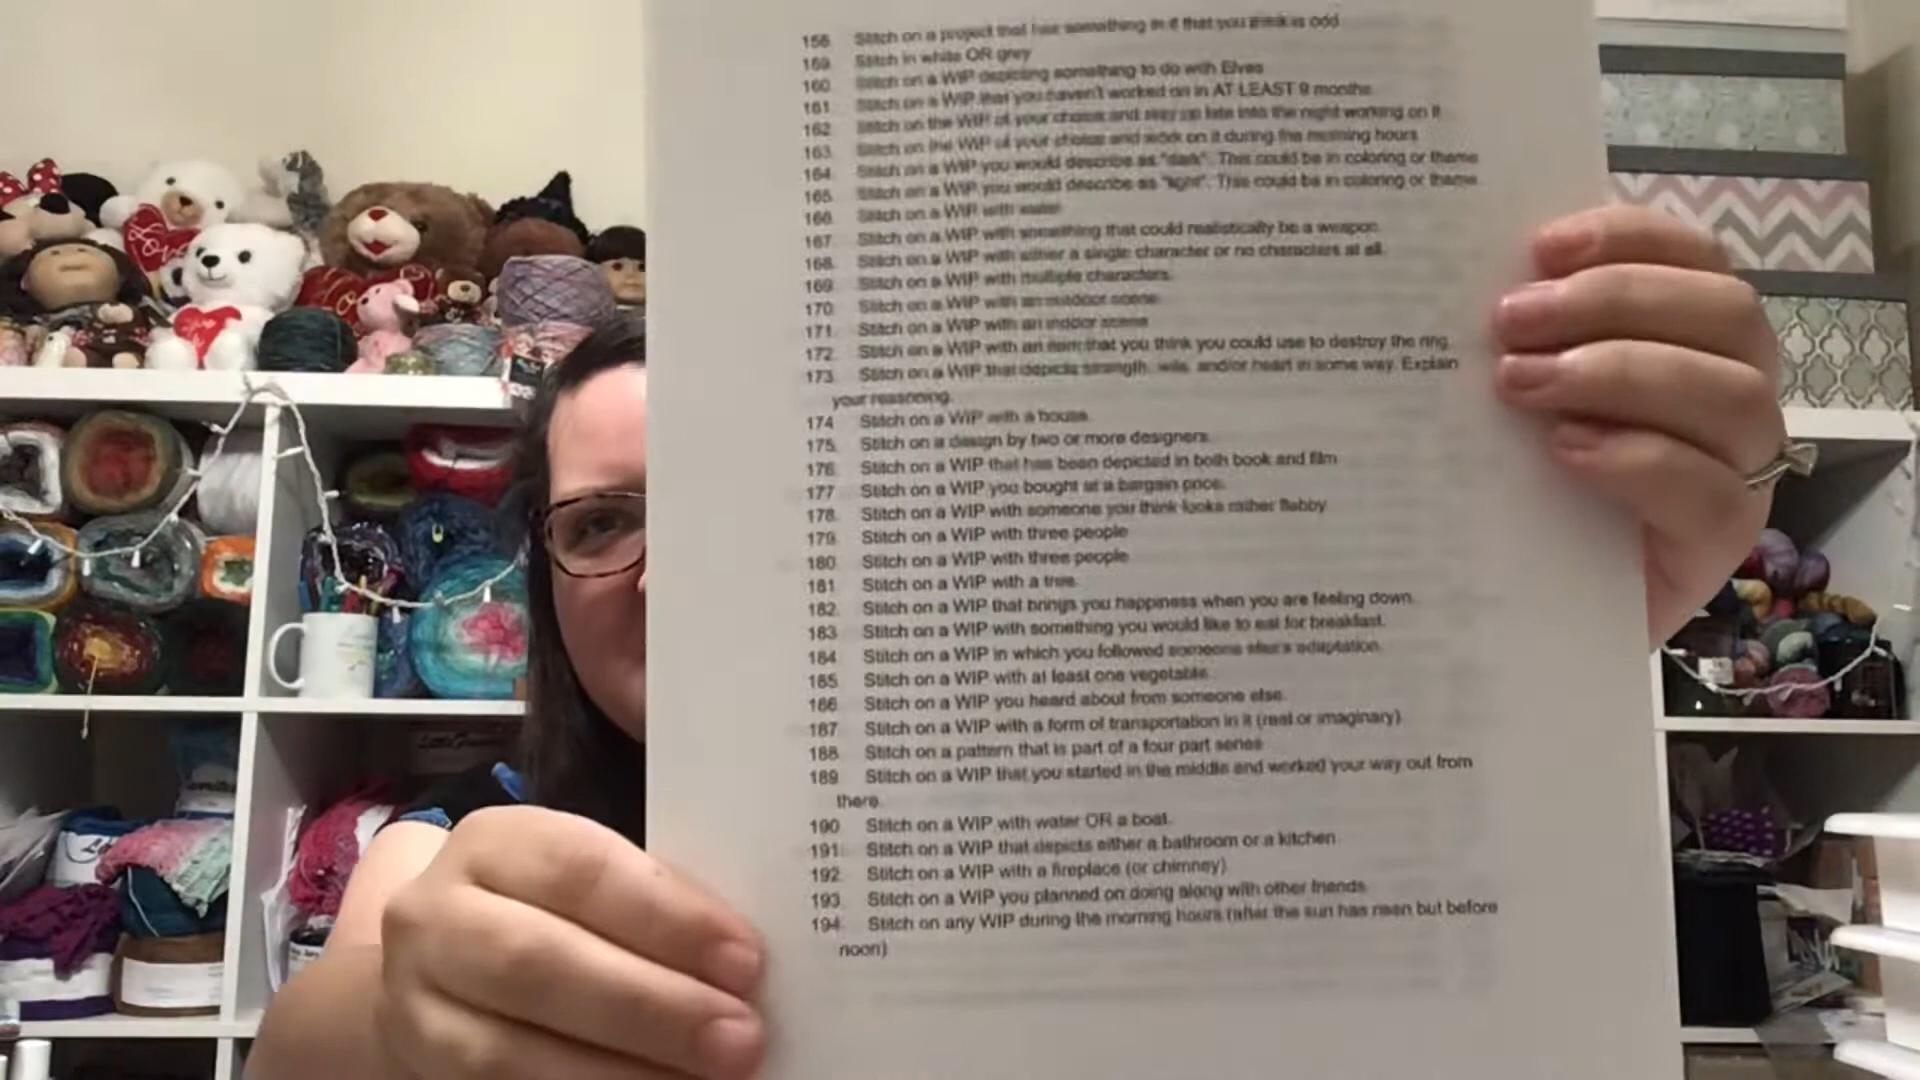 158. Stitch on a project that has something in it that you think is odd
159. Stitch in white OR grey
160. Stitch on a WIP depicting something to do with Elves
161. Stitch on a WIP that you haven't worked on in AT LEAST 9 months
162. Stitch on the WIP of your choice and stay up late into the night working on it
163. Stitch on the WIP of your choice and work on it during the morning hours
164. Stitch on a WIP you would describe as "dark". This could be in coloring or theme
165. Stitch on a WIP you would describe as "light". This could be in coloring or theme
166. Stitch on a WIP with water
167. Stitch on a WIP with something that could realistically be a weapon.
168. Stitch on a WIP with either a single character or no characters at all.
169. Stitch on a WIP with multiple characters.
170. Stitch on a WIP with an outdoor scene
171. Stitch on a WIP with an indoor scene
172. Stitch on a WIP with an item that you think you could use to destroy the ring.
173. Stitch on a WIP that depicts strength, wits, and/or heart in some way. Explain
your reasoning.
174. Stitch on a WIP with a house.
175. Stitch on a design by two or more designers.
176. Stitch on a WIP that has been depicted in both book and film
177. Stitch on a WIP you bought at a bargain price.
178. Stitch on a WIP with someone you think looks rather flabby
179. Stitch on a WIP with three people
180. Stitch on a WIP with three people
181. Stitch on a WIP with a tree.
182. Stitch on a WIP that brings you happiness when you are feeling down.
183. Stitch on a WIP with something you would like to eat for breakfast.
184. Stitch on a WIP in which you followed someone else's adaptation.
185. Stitch on a WIP with at least one vegetable.
186. Stitch on a WIP you heard about from someone else.
187. Stitch on a WIP with a form of transportation in it (real or imaginary)
188. Stitch on a pattern that is part of a four part series
189. Stitch on a WIP that you started in the middle and worked your way out from
there.
190. Stitch on a WIP with water OR a boat.
191. Stitch on a WIP that depicts either a bathroom or a kitchen
192. Stitch on a WIP with a fireplace (or chimney)
193. Stitch on a WIP you planned on doing along with other friends.
194. Stitch on any WIP during the morning hours (after the sun has risen but before
noon)